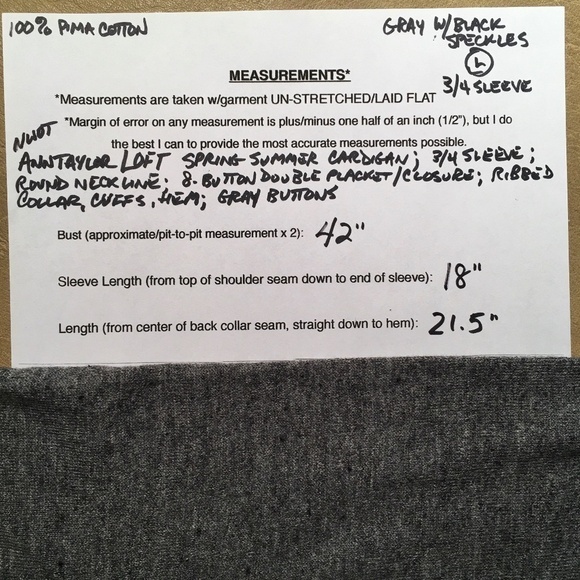 100% PIMA COTTON
GRAY W/BLACK
SPECKLES
L
3/4 SLEEVE
MEASUREMENTS*
*Measurements are taken w/garment UN-STRETCHED/LAID FLAT
*Margin of error on any measurement is plus/minus one half of an inch (1/2"), but I do
the best I can to provide the most accurate measurements possible.
NWOT
ANNTAYLOR LOFT SPRING-SUMMER CARDIGAN; 3/4 SLEEVE;
ROUND NECKLINE; 8-BUTTON DOUBLE PLACKET/CLOSURE; RIBBED
COLLAR, CUFFS, HEM; GRAY BUTTONS
Bust (approximate/pit-to-pit measurement x 2): 42"
Sleeve Length (from top of shoulder seam down to end of sleeve): 18"
Length (from center of back collar seam, straight down to hem): 21.5"